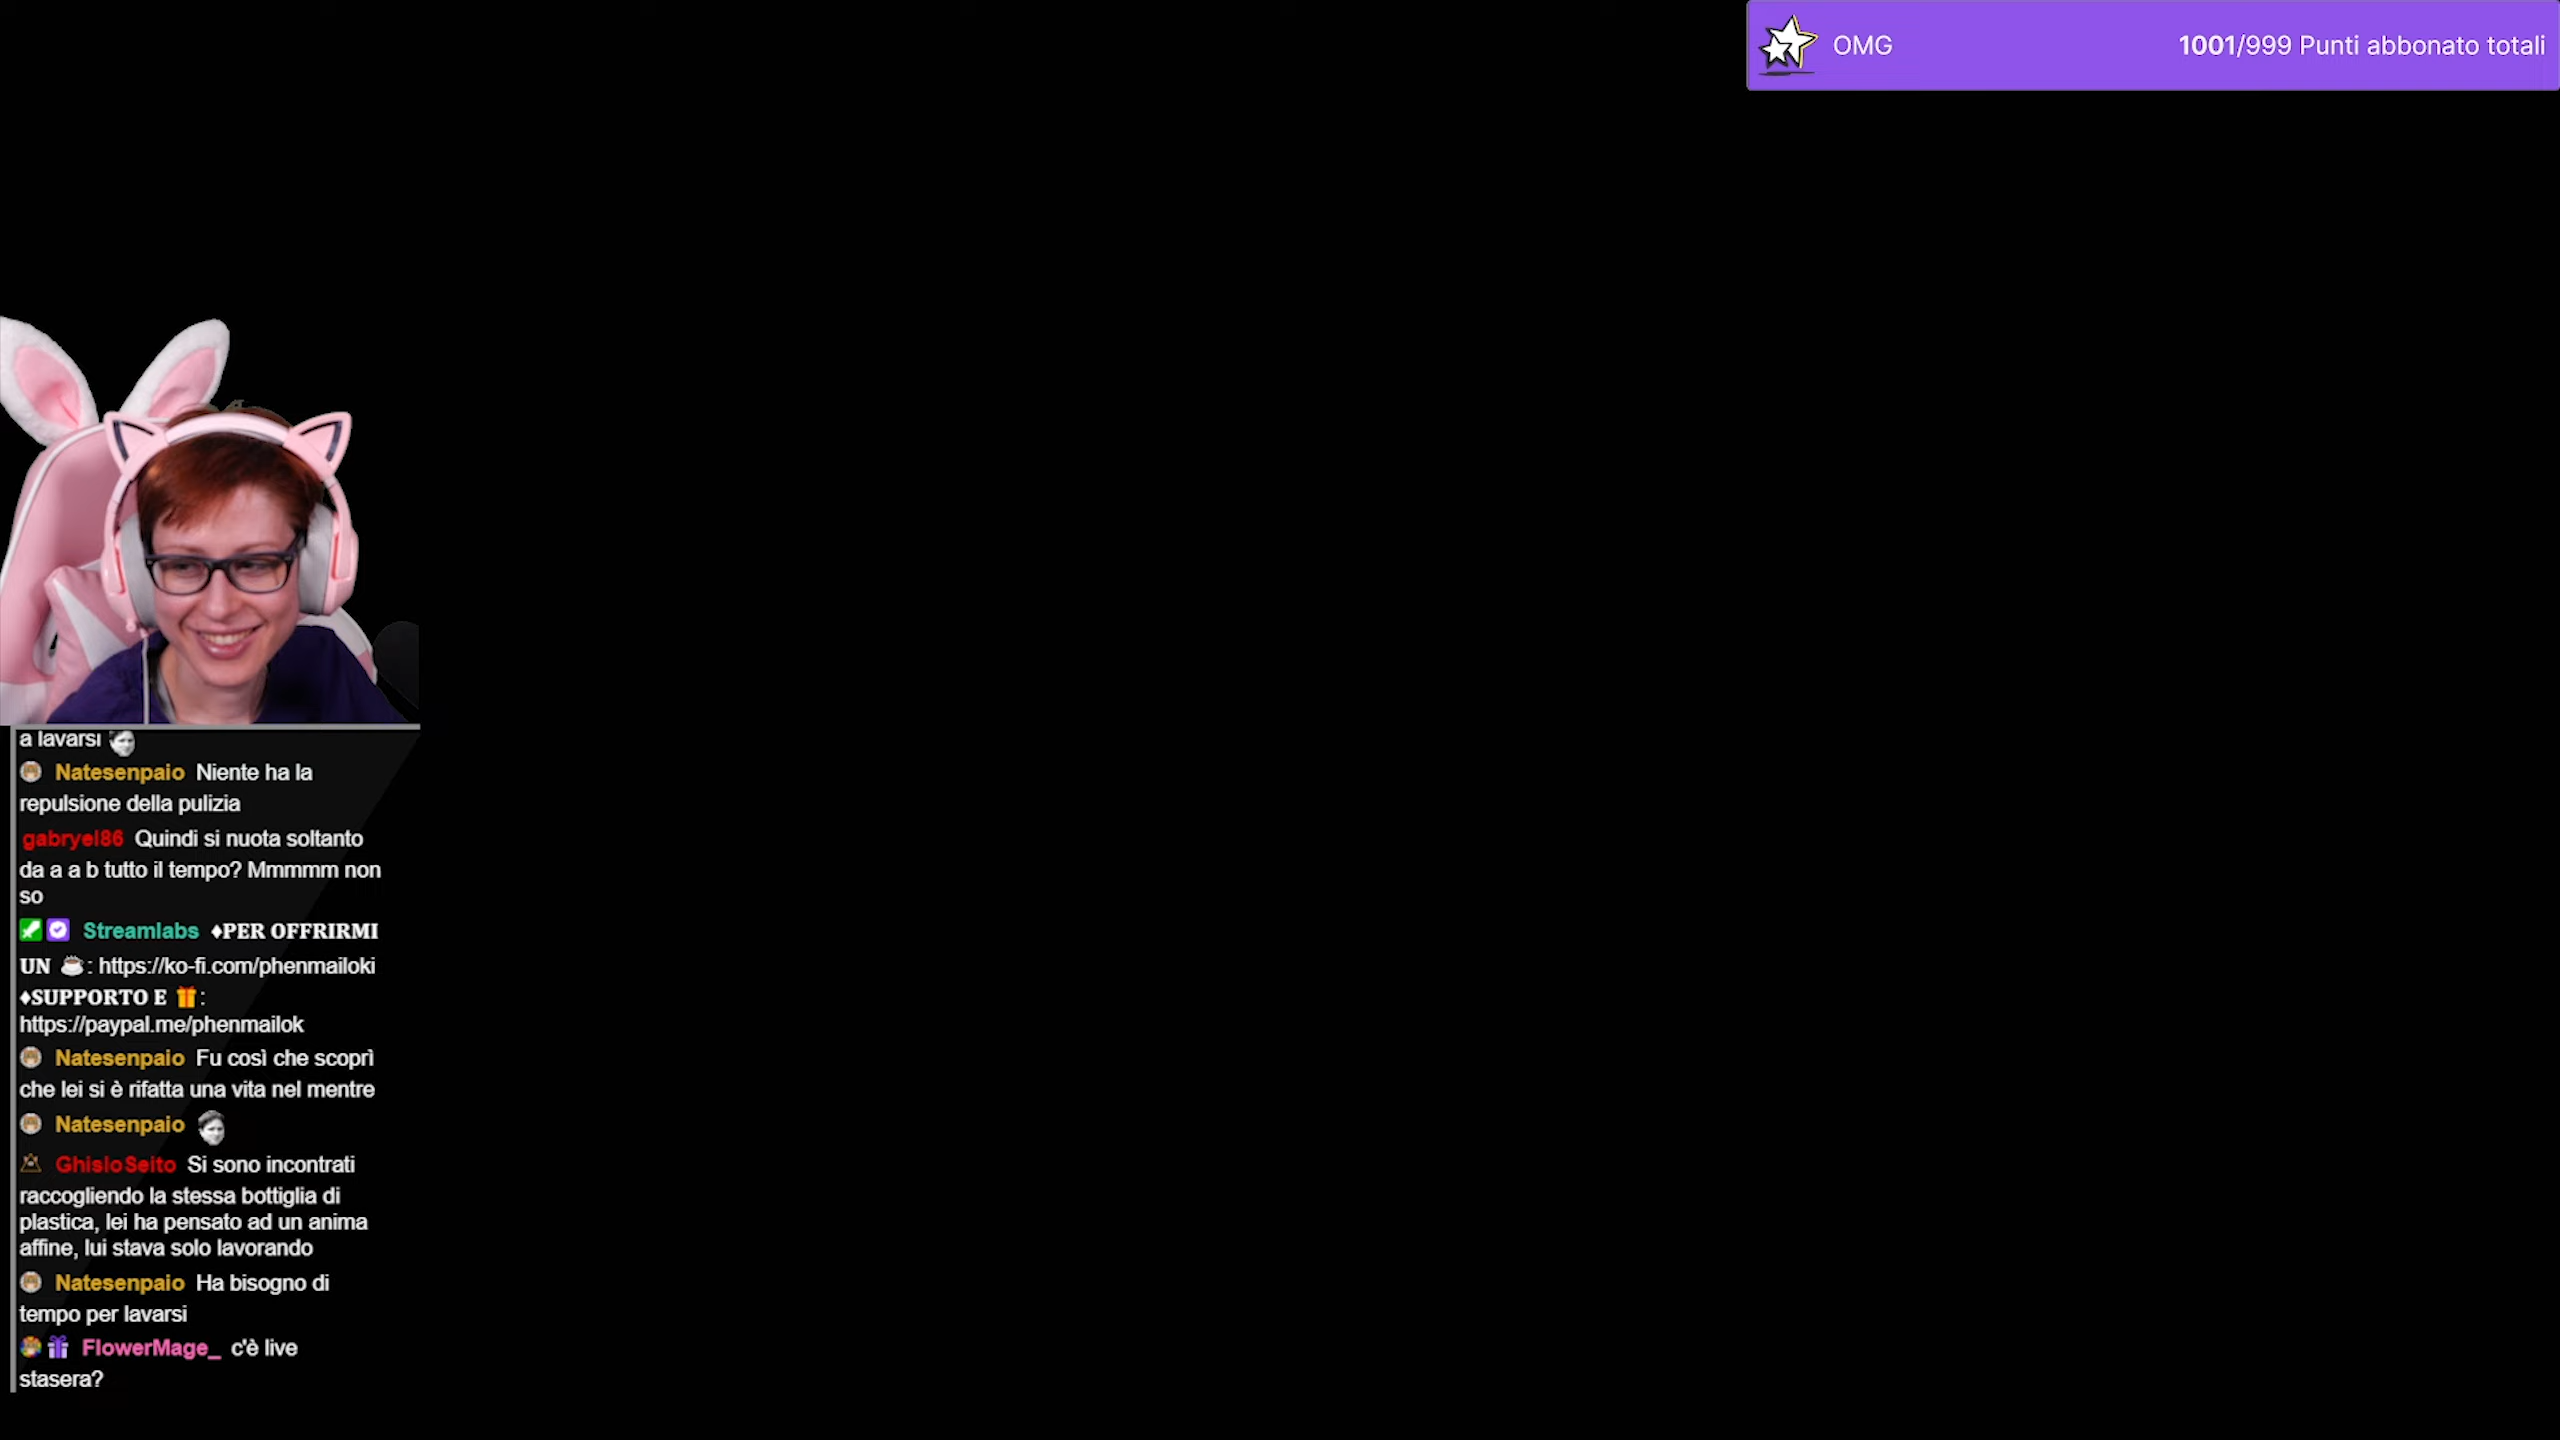 OMG
1001/999 Punti abbonato totali
a lavarsi
Natesenpaio Niente ha la
repulsione della pulizia
gabryel86 Quindi si nuota soltanto
da a a b tutto il tempo? Mmmmm non
so
Streamlabs ♦PER OFFRIRMI
UN ☕: https://ko-fi.com/phenmailoki
♦SUPPORTO E 🎁:
https://paypal.me/phenmailok
Natesenpaio Fu così che scoprì
che lei si è rifatta una vita nel mentre
Natesenpaio
GhisloSeito Si sono incontrati
raccogliendo la stessa bottiglia di
plastica, lei ha pensato ad un anima
affine, lui stava solo lavorando
Natesenpaio Ha bisogno di
tempo per lavarsi
FlowerMage_ c'è live
stasera?